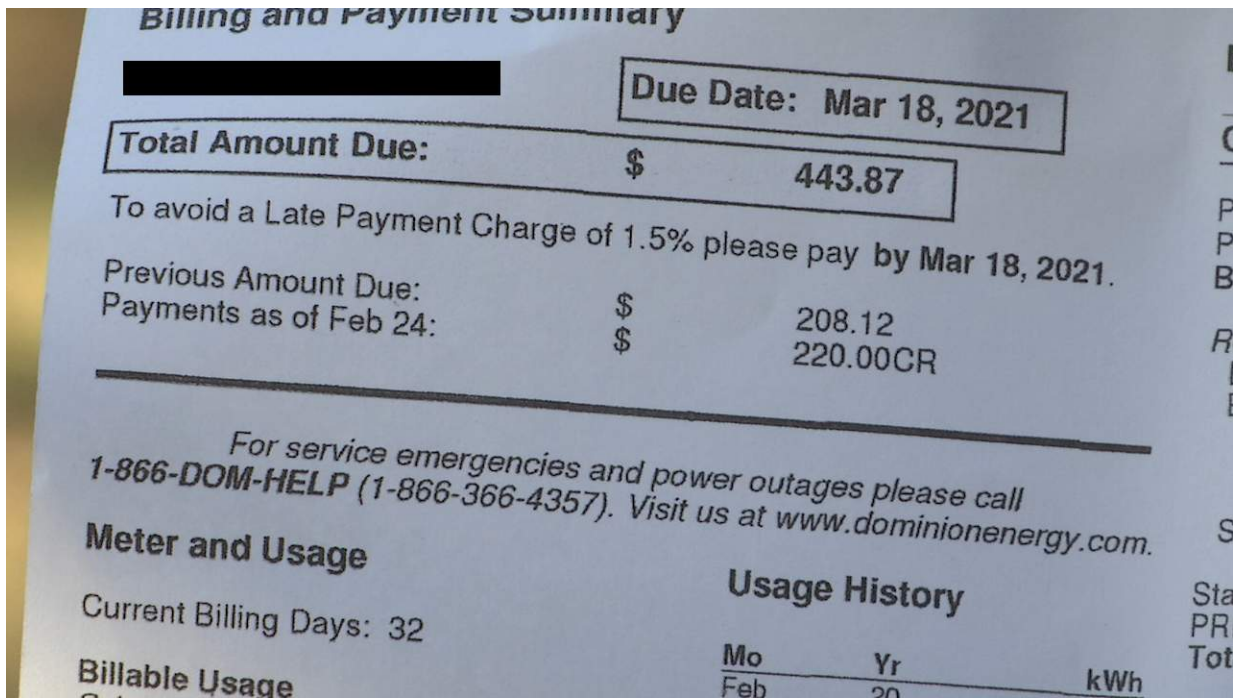 Billing and Payment Summary
Due Date: Mar 18, 2021
Total Amount Due: $ 443.87
To avoid a Late Payment Charge of 1.5% please pay by Mar 18, 2021.
Previous Amount Due: $ 208.12
Payments as of Feb 24: $ 220.00CR
For service emergencies and power outages please call
1-866-DOM-HELP (1-866-366-4357). Visit us at www.dominionenergy.com.
Meter and Usage
Current Billing Days: 32
Billable Usage
Usage History
Mo Yr kWh
Feb 20